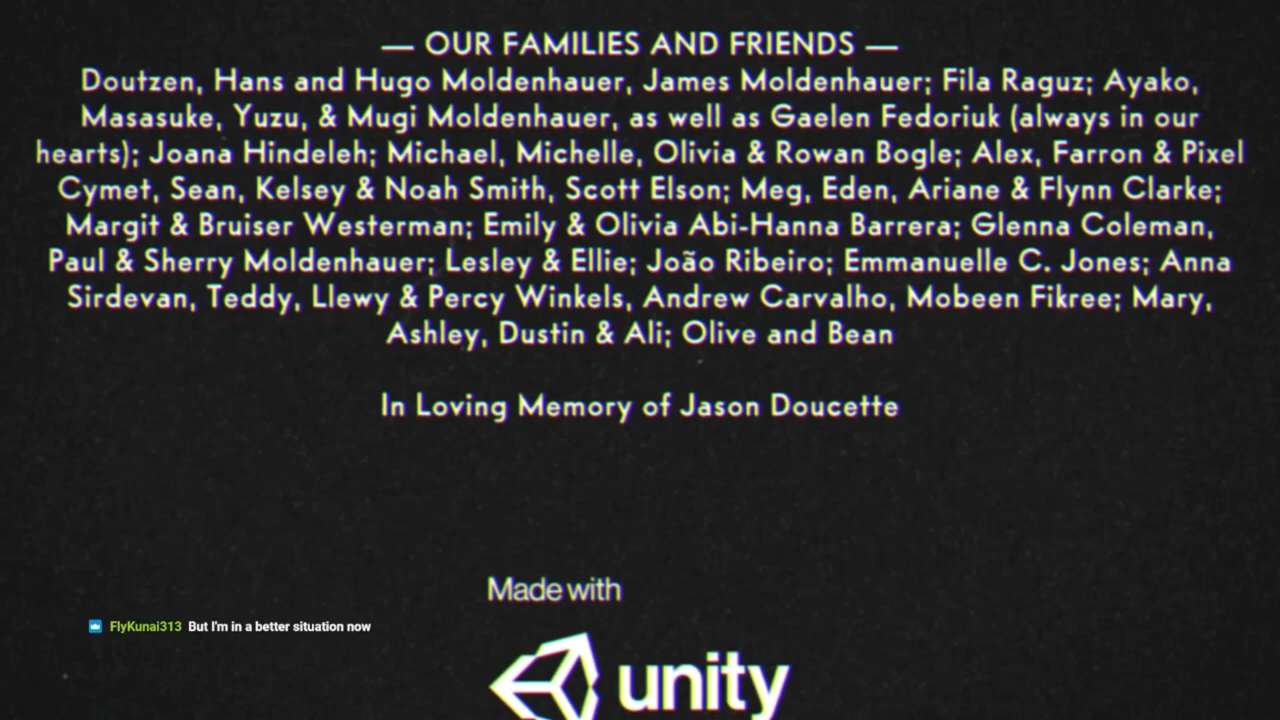 — OUR FAMILIES AND FRIENDS —
Doutzen, Hans and Hugo Moldenhauer, James Moldenhauer; Fila Raguz; Ayako,
Masasuke, Yuzu, & Mugi Moldenhauer, as well as Gaelen Fedoriuk (always in our
hearts); Joana Hindeleh; Michael, Michelle, Olivia & Rowan Bogle; Alex, Farron & Pixel
Cymet, Sean, Kelsey & Noah Smith, Scott Elson; Meg, Eden, Ariane & Flynn Clarke;
Margit & Bruiser Westerman; Emily & Olivia Abi-Hanna Barrera; Glenna Coleman,
Paul & Sherry Moldenhauer; Lesley & Ellie; João Ribeiro; Emmanuelle C. Jones; Anna
Sirdevan, Teddy, Llewy & Percy Winkels, Andrew Carvalho, Mobeen Fikree; Mary,
Ashley, Dustin & Ali; Olive and Bean
In Loving Memory of Jason Doucette
Made with
FlyKunai313 But I'm in a better situation now
unity